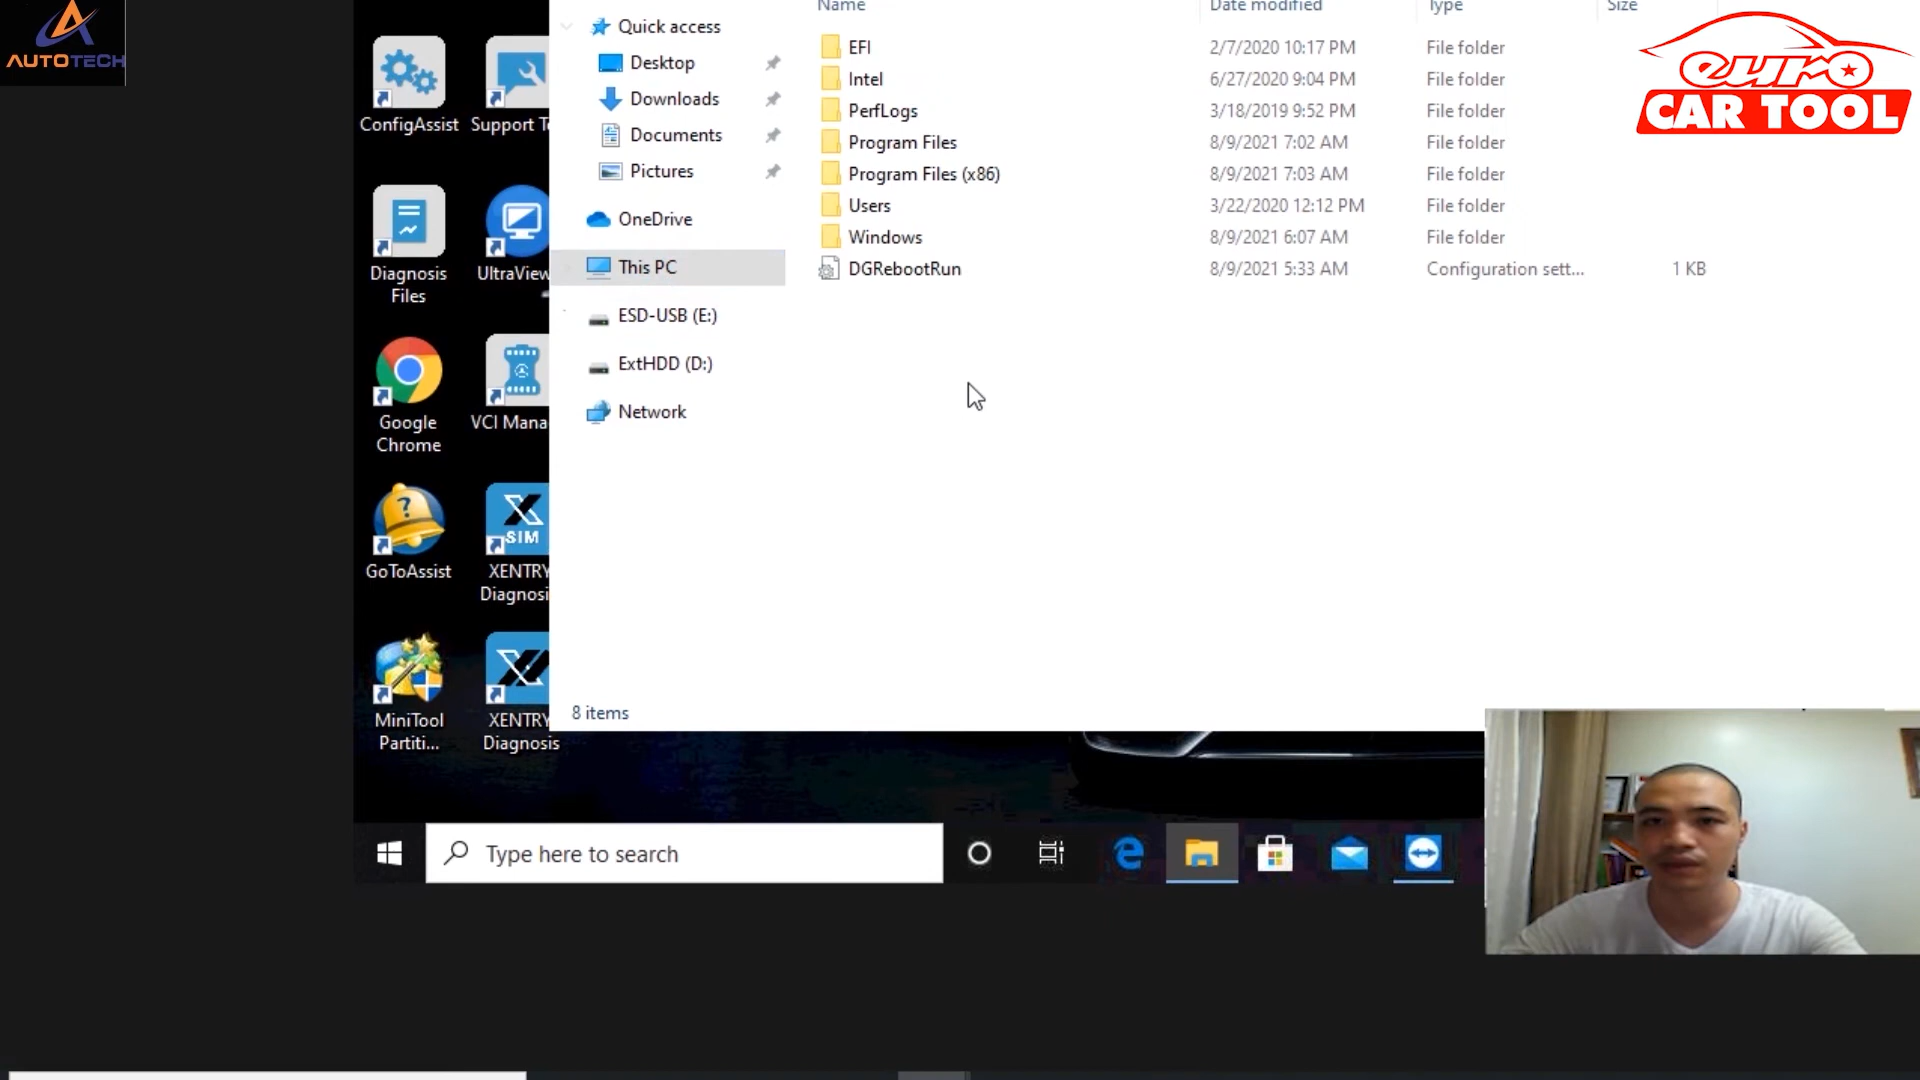 AUTOTECH
euro
CAR TOOL
ConfigAssist
Support T
Diagnosis
Files
UltraView
Google
Chrome
VCI Mana
GoToAssist
SIM
XENTRY
Diagnosi
MiniTool
Partiti...
XENTRY
Diagnosis
Quick access
Desktop
Downloads
Documents
Pictures
OneDrive
This PC
ESD-USB (E:)
ExtHDD (D:)
Network
Name Date modified Type Size
EFI 2/7/2020 10:17 PM File folder
Intel 6/27/2020 9:04 PM File folder
PerfLogs 3/18/2019 9:52 PM File folder
Program Files 8/9/2021 7:02 AM File folder
Program Files (x86) 8/9/2021 7:03 AM File folder
Users 3/22/2020 12:12 PM File folder
Windows 8/9/2021 6:07 AM File folder
DGRebootRun 8/9/2021 5:33 AM Configuration sett... 1 KB
8 items
Type here to search